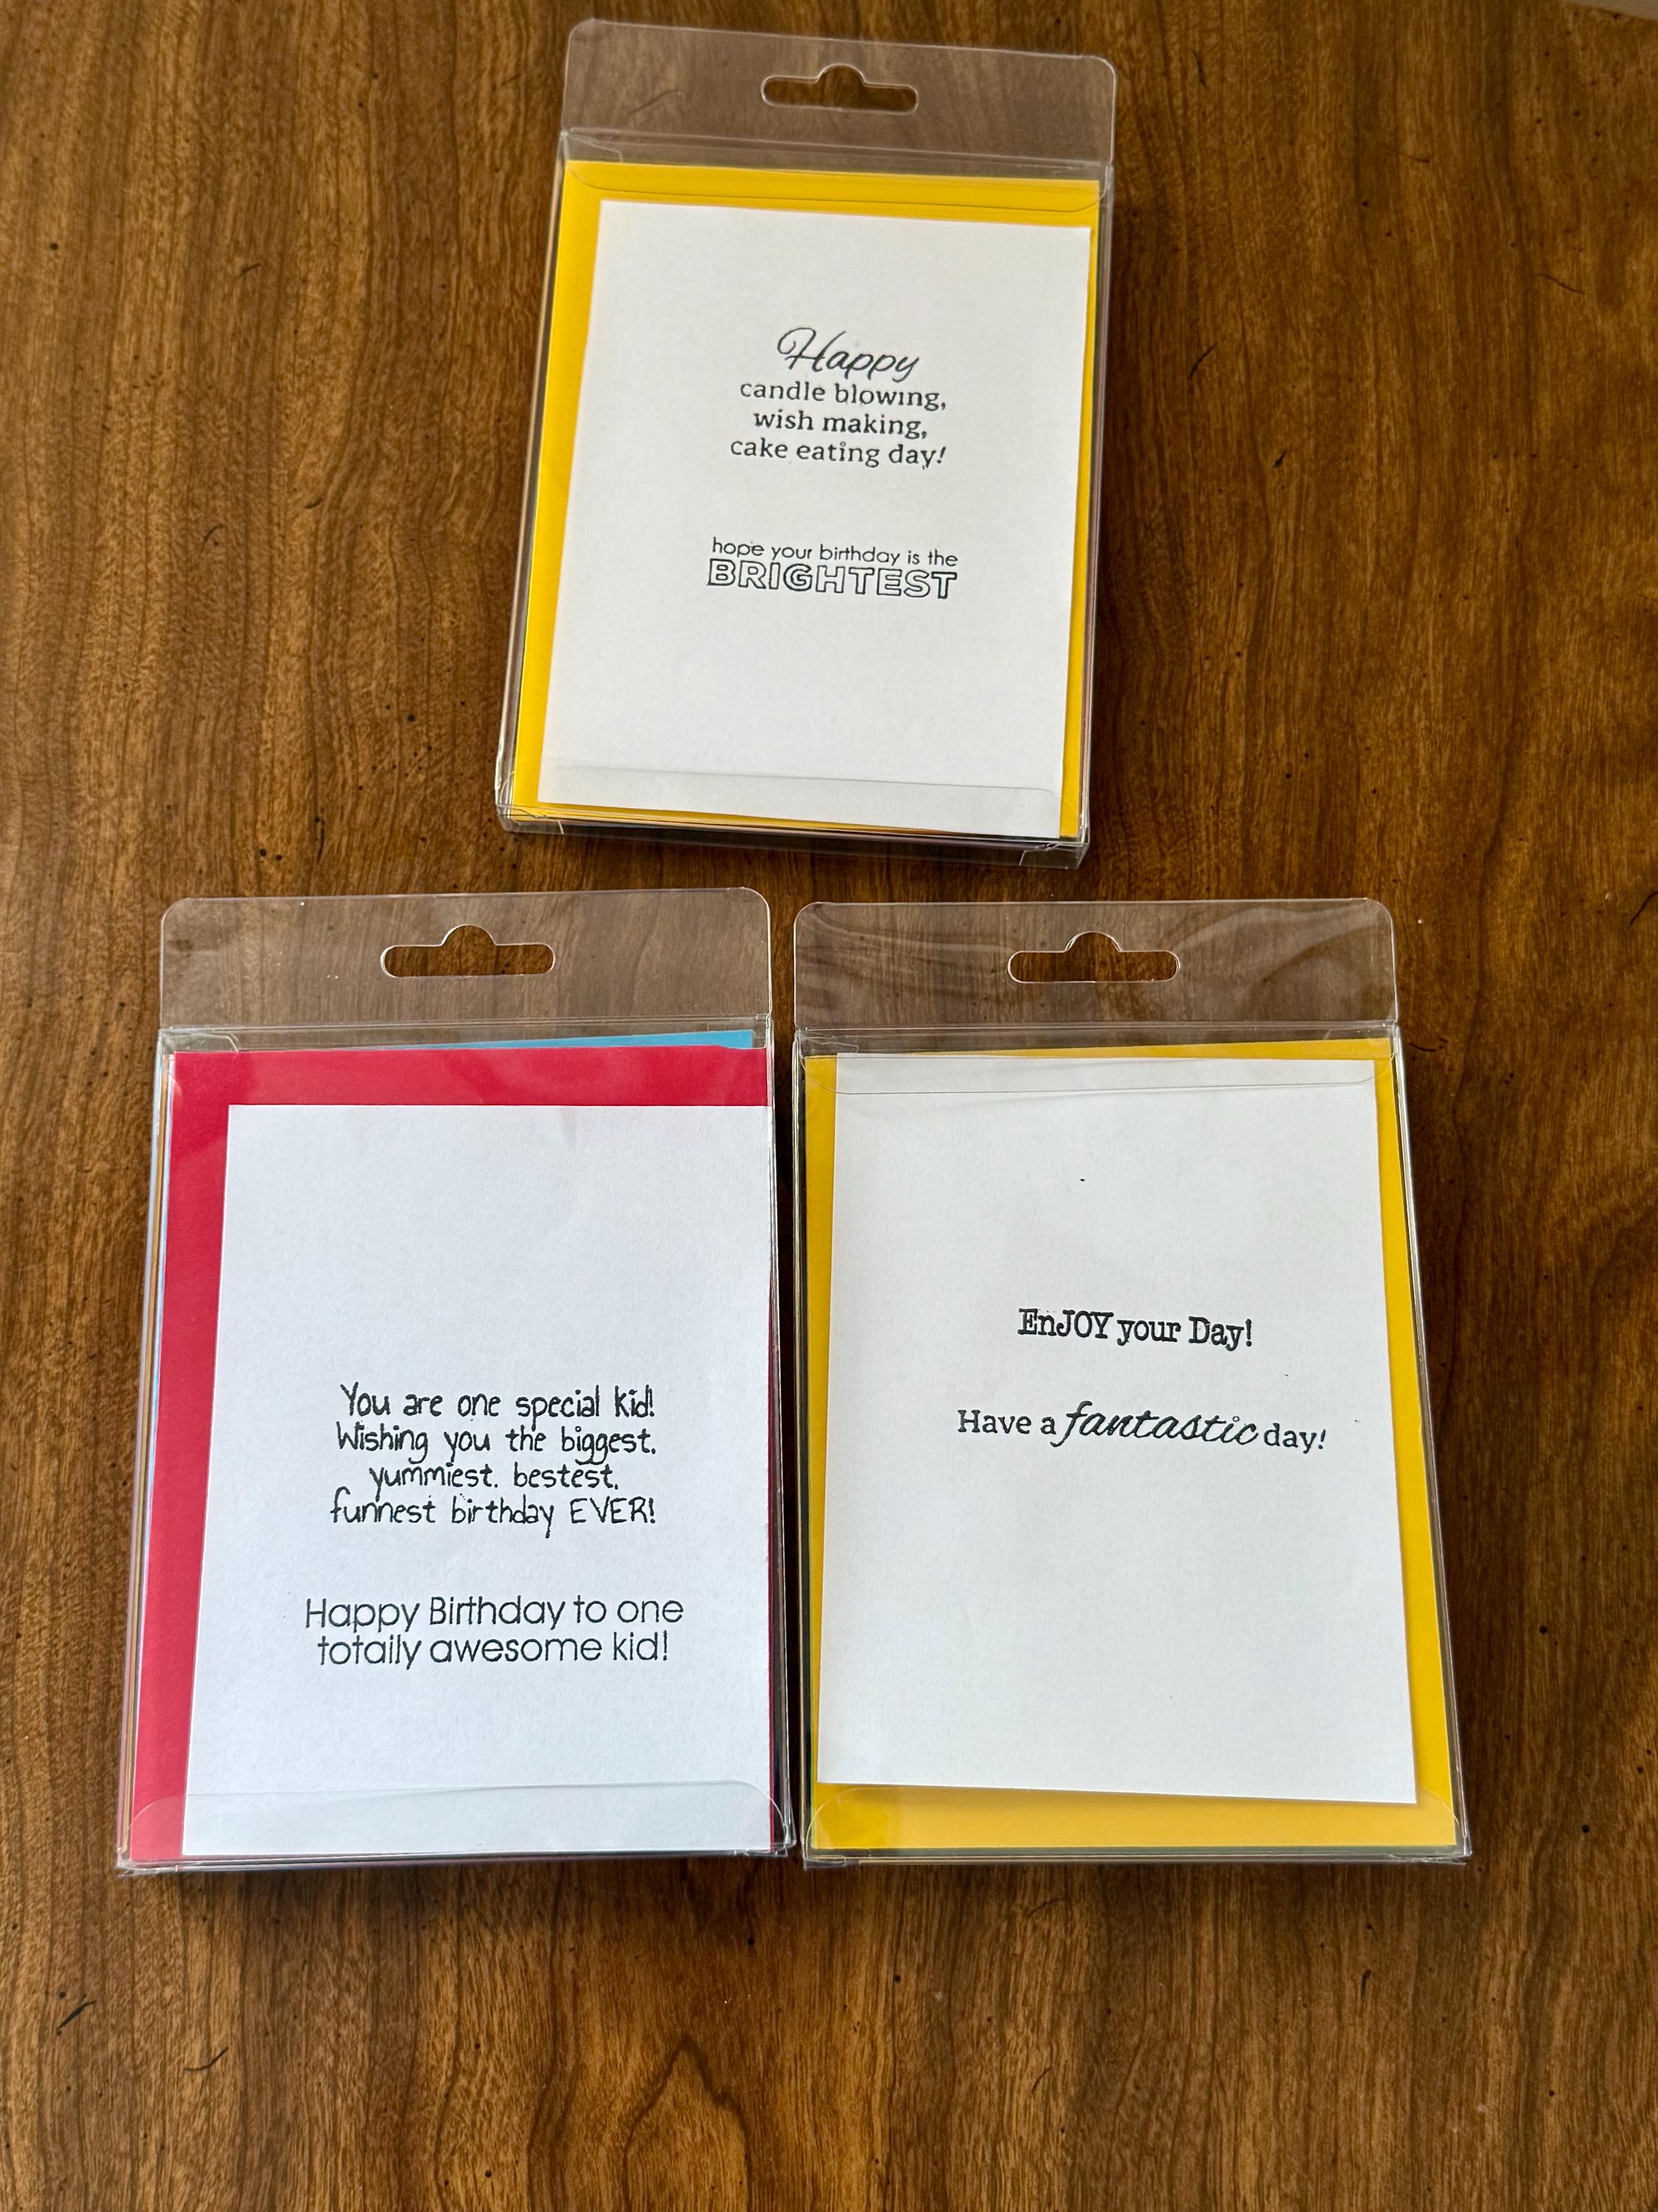 Happy
candle blowing,
wish making,
cake eating day!
hope your birthday is the
BRIGHTEST
You are one special kid!
Wishing you the biggest,
yummiest, bestest,
funnest birthday EVER!
Happy Birthday to one
totally awesome kid!
EnJOY your Day!
Have a fantastic day!